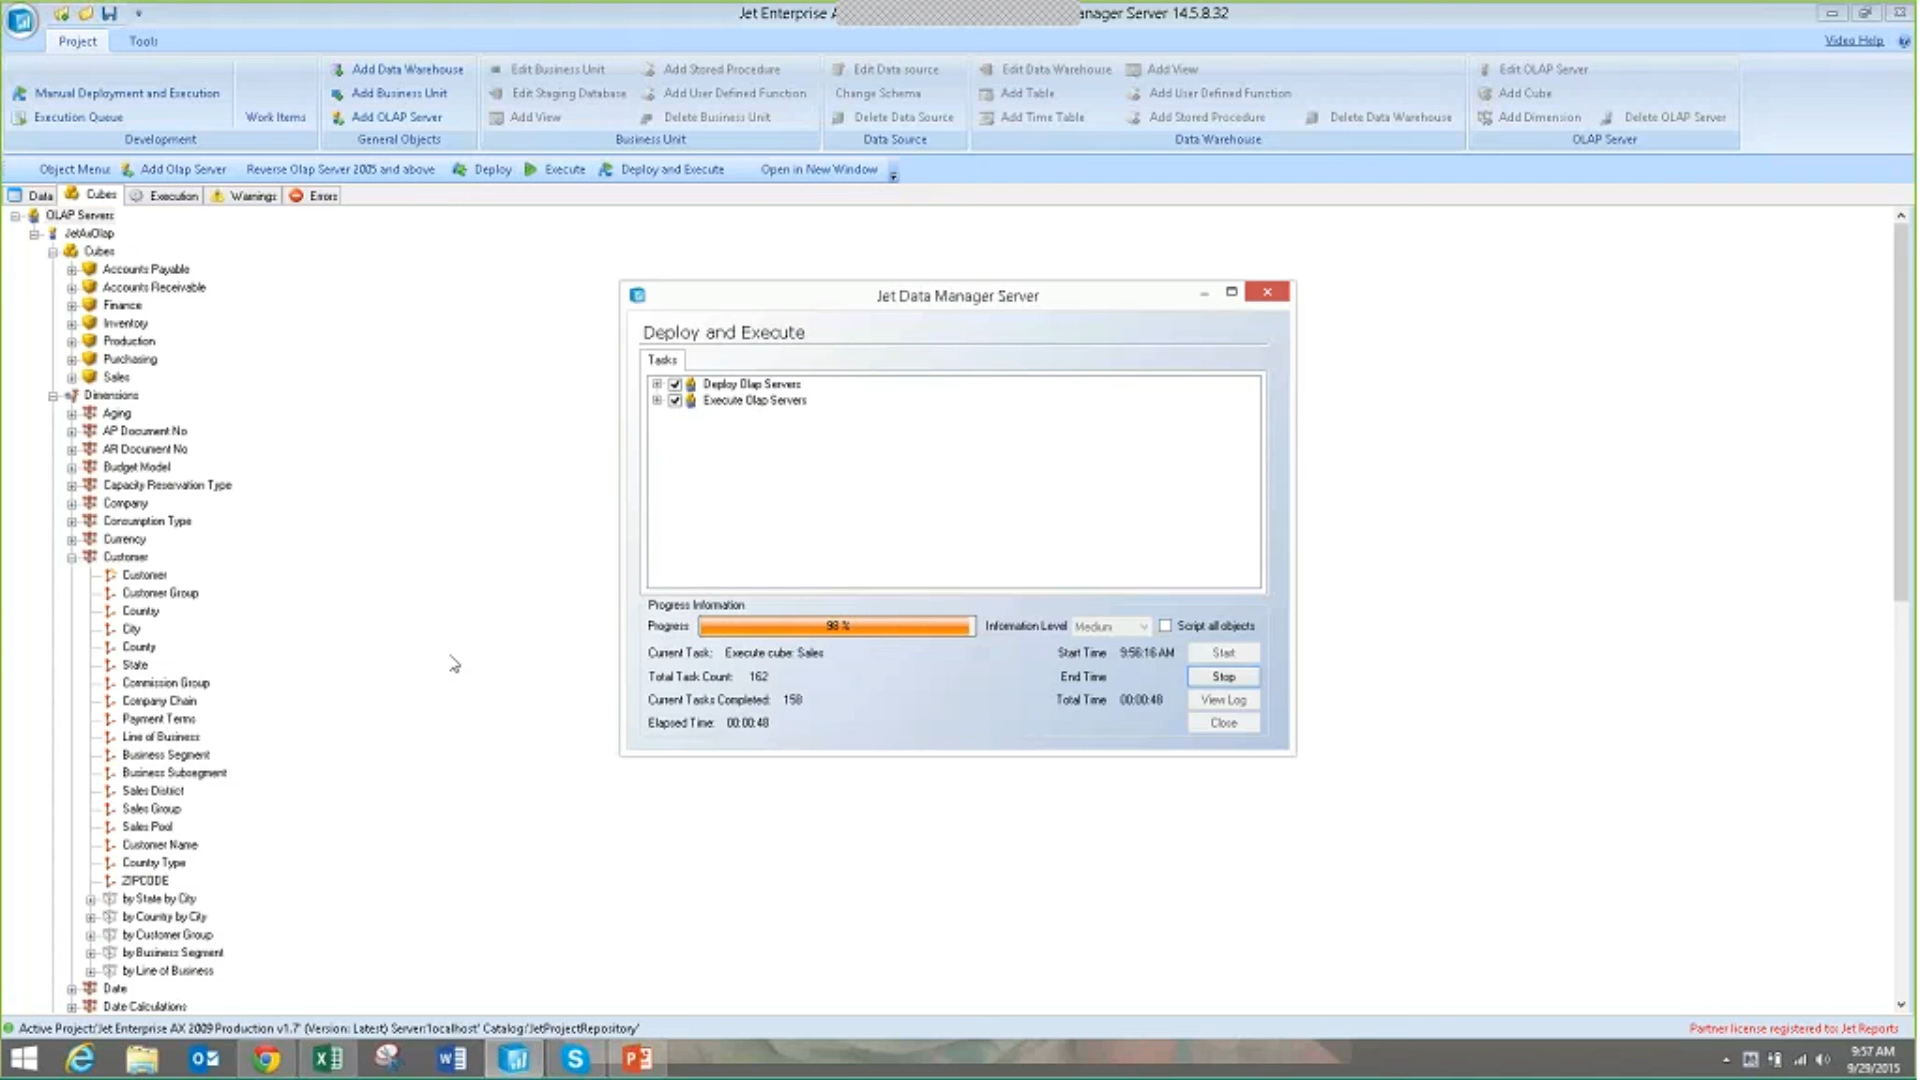 Jet Enterprise A anager Server 14.5.8.32
Project Tools Video Help
Manual Deployment and Execution
Execution Queue
Work Items
Development
Add Data Warehouse
Add Business Unit
Add OLAP Server
General Objects
Edit Business Unit Add Stored Procedure
Edit Staging Database Add User Defined Function
Add View Delete Business Unit
Business Unit
Edit Data source
Change Schema
Delete Data Source
Data Source
Edit Data Warehouse Add View
Add Table Add User Defined Function
Add Time Table Add Stored Procedure Delete Data Warehouse
Data Warehouse
Edit OLAP Server
Add Cube
Add Dimension Delete OLAP Server
OLAP Server
Object Menu: Add Olap Server Reverse Olap Server 2005 and above Deploy Execute Deploy and Execute Open in New Window
Data Cubes Execution Warnings Errors
OLAP Servers
JetAxOlap
Cubes
Accounts Payable
Accounts Receivable
Finance
Inventory
Production
Purchasing
Sales
Dimensions
Aging
AP Document No
AR Document No
Budget Model
Capacity Reservation Type
Company
Consumption Type
Currency
Customer
Customer
Customer Group
Country
City
County
State
Commission Group
Company Chain
Payment Terms
Line of Business
Business Segment
Business Subsegment
Sales District
Sales Group
Sales Pool
Customer Name
Country Type
ZIPCODE
by State by City
by Country by City
by Customer Group
by Business Segment
by Line of Business
Date
Date Calculations
Jet Data Manager Server
Deploy and Execute
Tasks
Deploy Olap Servers
Execute Olap Servers
Progress Information
Progress 98 % Information Level Medium Script all objects
Current Task: Execute cube: Sales Start Time 9:56:16 AM Start
Total Task Count: 162 End Time Stop
Current Tasks Completed: 158 Total Time 00:00:48 View Log
Elapsed Time: 00:00:48 Close
Active Project:'Jet Enterprise AX 2009 Production v1.7' (Version: Latest) Server:'localhost' Catalog:'JetProjectRepository' Partner license registered to: Jet Reports
9:57 AM
9/29/2015